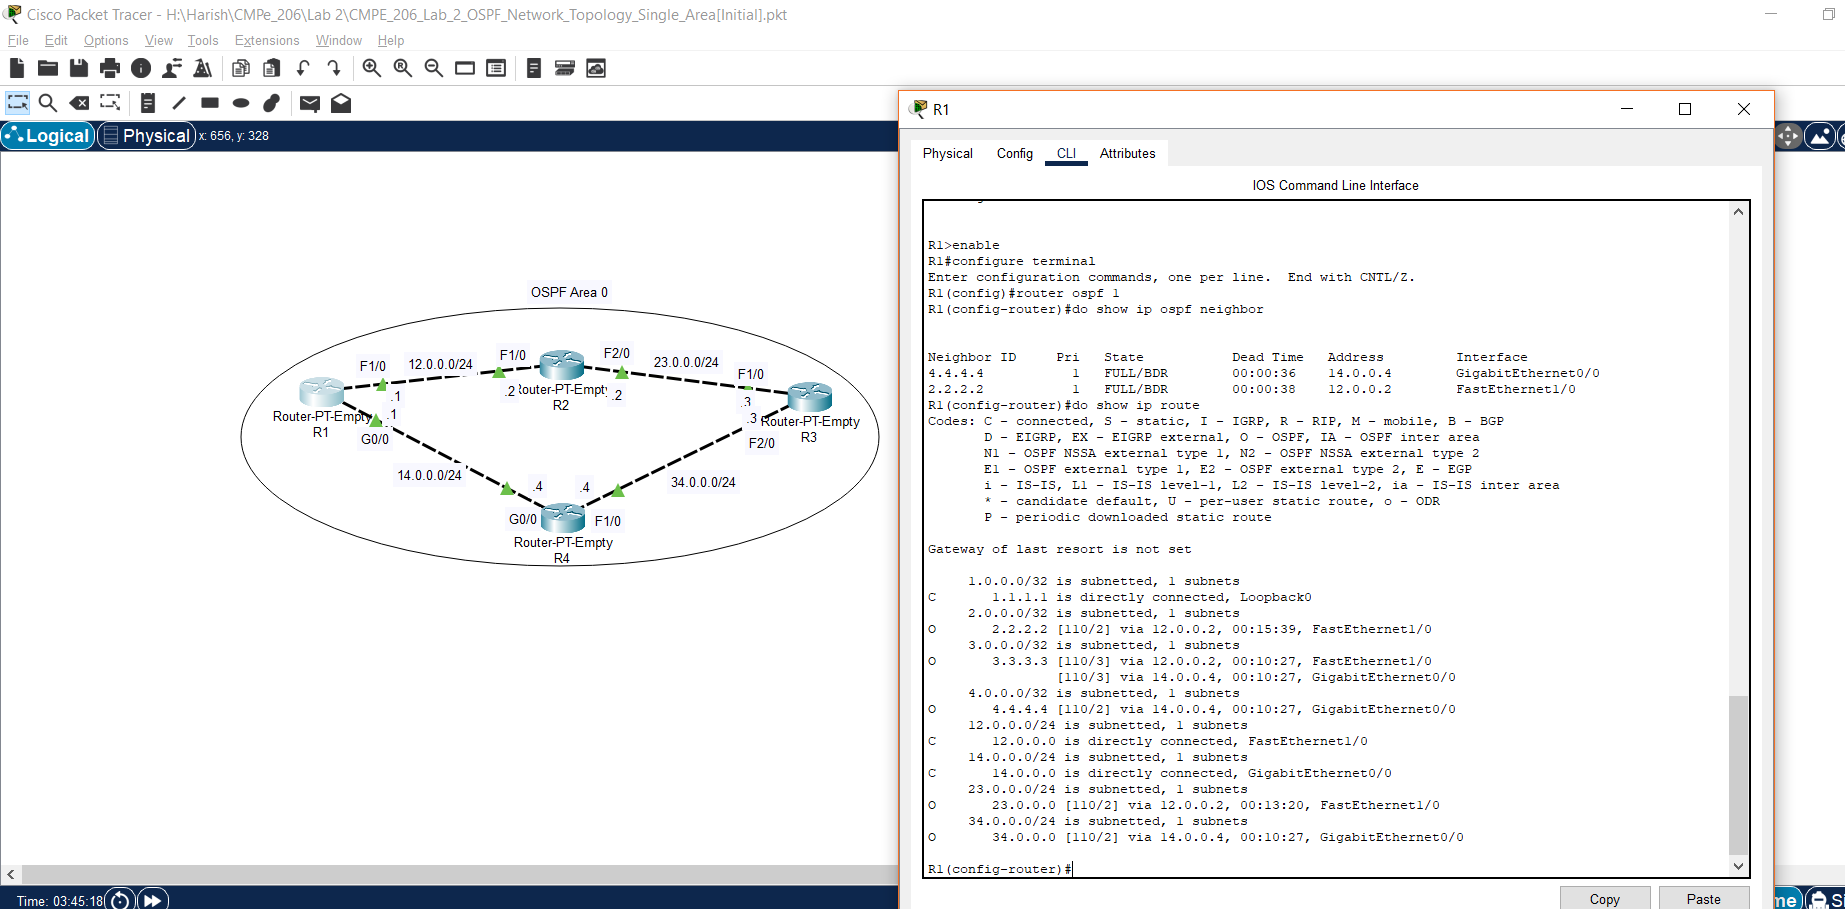 Cisco Packet Tracer - H:\Harish\CMPe_206\Lab 2\CMPE_206_Lab_2_OSPF_Network_Topology_Single_Area[Initial].pkt
File Edit Options View Tools Extensions Window Help
Logical Physical x: 656, y: 328
OSPF Area 0
F1/0 12.0.0.0/24 F1/0 F2/0 23.0.0.0/24 F1/0
.1 .2 .2 .3
Router-PT-Empty
R1
.1
G0/0
Router-PT-Empty
R2
.3
Router-PT-Empty
R3
F2/0
14.0.0.0/24 34.0.0.0/24
.4 .4
G0/0 F1/0
Router-PT-Empty
R4
Time: 03:45:18
R1
Physical Config CLI Attributes
IOS Command Line Interface
R1>enable
R1#configure terminal
Enter configuration commands, one per line.  End with CNTL/Z.
R1(config)#router ospf 1
R1(config-router)#do show ip ospf neighbor
Neighbor ID     Pri   State           Dead Time   Address         Interface
4.4.4.4           1   FULL/BDR        00:00:36    14.0.0.4        GigabitEthernet0/0
2.2.2.2           1   FULL/BDR        00:00:38    12.0.0.2        FastEthernet1/0
R1(config-router)#do show ip route
Codes: C - connected, S - static, I - IGRP, R - RIP, M - mobile, B - BGP
D - EIGRP, EX - EIGRP external, O - OSPF, IA - OSPF inter area
N1 - OSPF NSSA external type 1, N2 - OSPF NSSA external type 2
E1 - OSPF external type 1, E2 - OSPF external type 2, E - EGP
i - IS-IS, L1 - IS-IS level-1, L2 - IS-IS level-2, ia - IS-IS inter area
* - candidate default, U - per-user static route, o - ODR
P - periodic downloaded static route
Gateway of last resort is not set
1.0.0.0/32 is subnetted, 1 subnets
C       1.1.1.1 is directly connected, Loopback0
2.0.0.0/32 is subnetted, 1 subnets
O       2.2.2.2 [110/2] via 12.0.0.2, 00:15:39, FastEthernet1/0
3.0.0.0/32 is subnetted, 1 subnets
O       3.3.3.3 [110/3] via 12.0.0.2, 00:10:27, FastEthernet1/0
[110/3] via 14.0.0.4, 00:10:27, GigabitEthernet0/0
4.0.0.0/32 is subnetted, 1 subnets
O       4.4.4.4 [110/2] via 14.0.0.4, 00:10:27, GigabitEthernet0/0
12.0.0.0/24 is subnetted, 1 subnets
C       12.0.0.0 is directly connected, FastEthernet1/0
14.0.0.0/24 is subnetted, 1 subnets
C       14.0.0.0 is directly connected, GigabitEthernet0/0
23.0.0.0/24 is subnetted, 1 subnets
O       23.0.0.0 [110/2] via 12.0.0.2, 00:13:20, FastEthernet1/0
34.0.0.0/24 is subnetted, 1 subnets
O       34.0.0.0 [110/2] via 14.0.0.4, 00:10:27, GigabitEthernet0/0
R1(config-router)#
Copy Paste